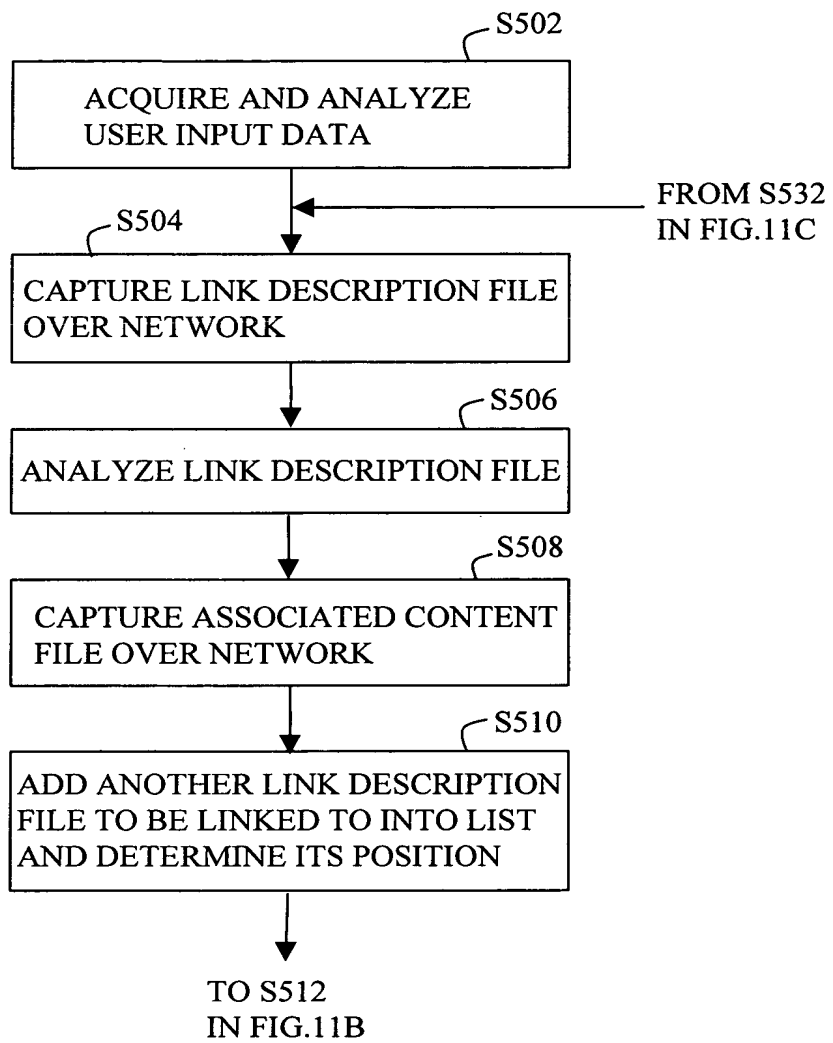 S502
ACQUIRE AND ANALYZE
USER INPUT DATA
FROM S532
IN FIG.11C
S504
CAPTURE LINK DESCRIPTION FILE
OVER NETWORK
S506
ANALYZE LINK DESCRIPTION FILE
S508
CAPTURE ASSOCIATED CONTENT
FILE OVER NETWORK
S510
ADD ANOTHER LINK DESCRIPTION
FILE TO BE LINKED TO INTO LIST
AND DETERMINE ITS POSITION
TO S512
IN FIG.11B